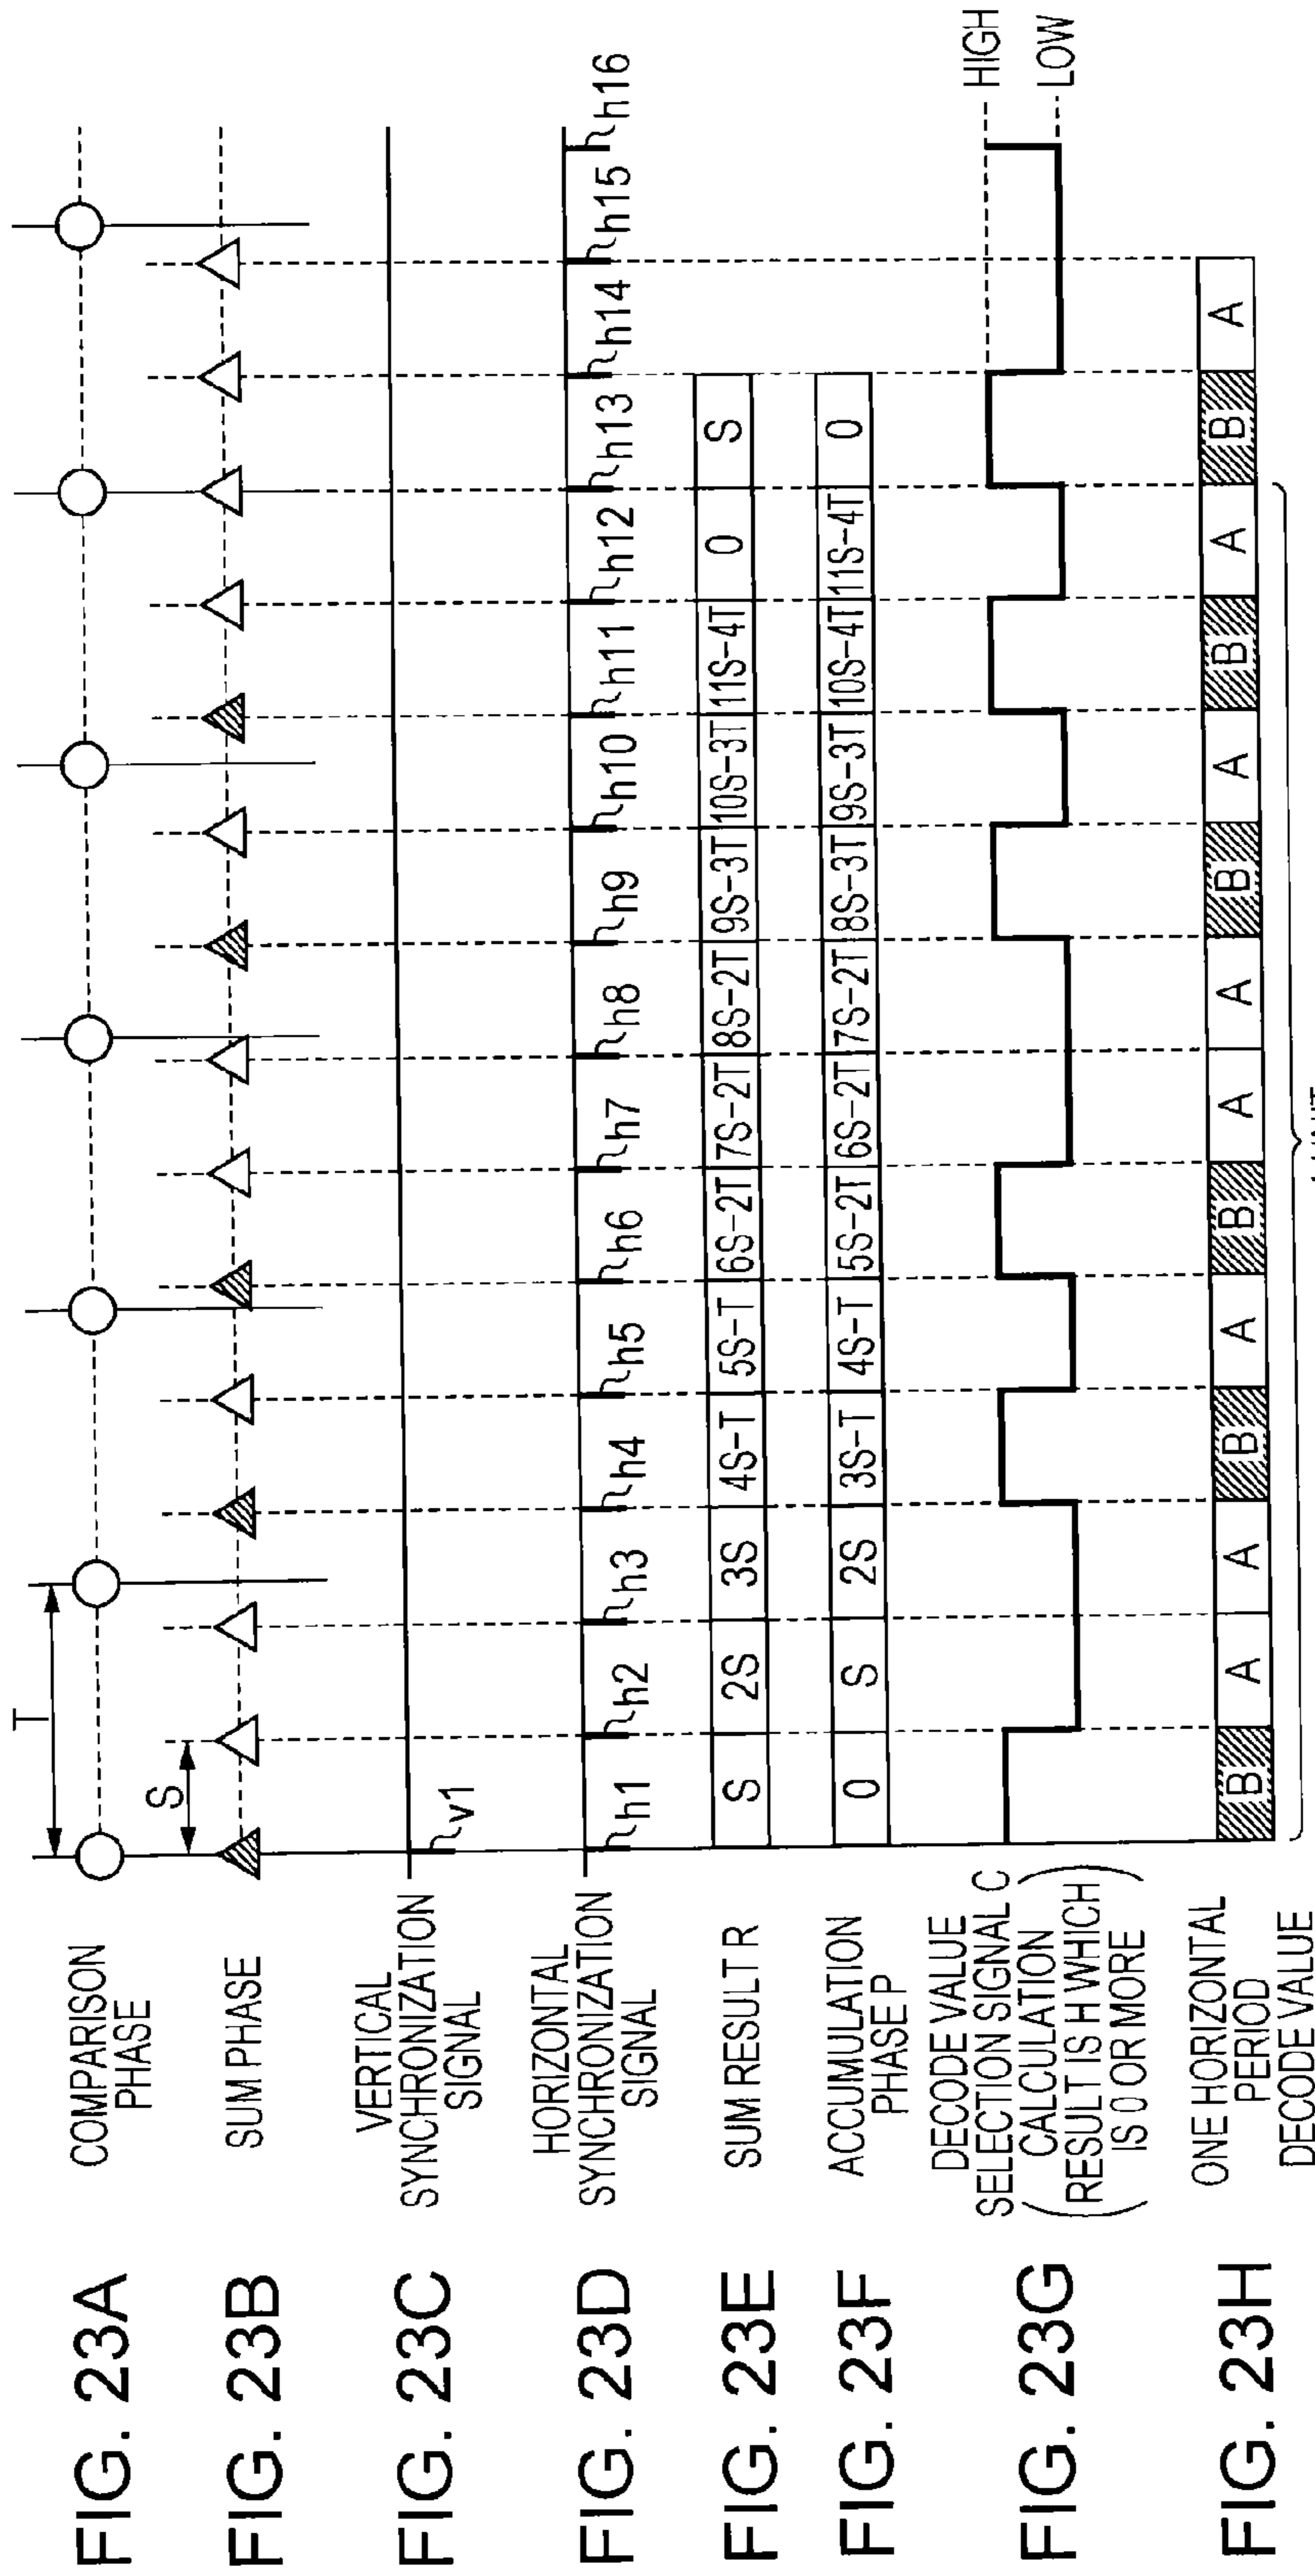 FIG. 23A
COMPARISON
PHASE
T
FIG. 23B
SUM PHASE
S
FIG. 23C
VERTICAL
SYNCHRONIZATION
SIGNAL
v1
FIG. 23D
HORIZONTAL
SYNCHRONIZATION
SIGNAL
h1 h2 h3 h4 h5 h6 h7 h8 h9 h10 h11 h12 h13 h14 h15 h16
FIG. 23E
SUM RESULT R
S 2S 3S 4S-T 5S-T 6S-2T 7S-2T 8S-2T 9S-3T 10S-3T 11S-4T 0 S
FIG. 23F
ACCUMULATION
PHASE P
0 S 2S 3S-T 4S-T 5S-2T 6S-2T 7S-2T 8S-3T 9S-3T 10S-4T 11S-4T 0
FIG. 23G
DECODE VALUE
SELECTION SIGNAL C
(CALCULATION
RESULT IS H WHICH
IS 0 OR MORE)
HIGH
LOW
FIG. 23H
ONE HORIZONTAL
PERIOD
DECODE VALUE
B A A B A B A A B A B A B A